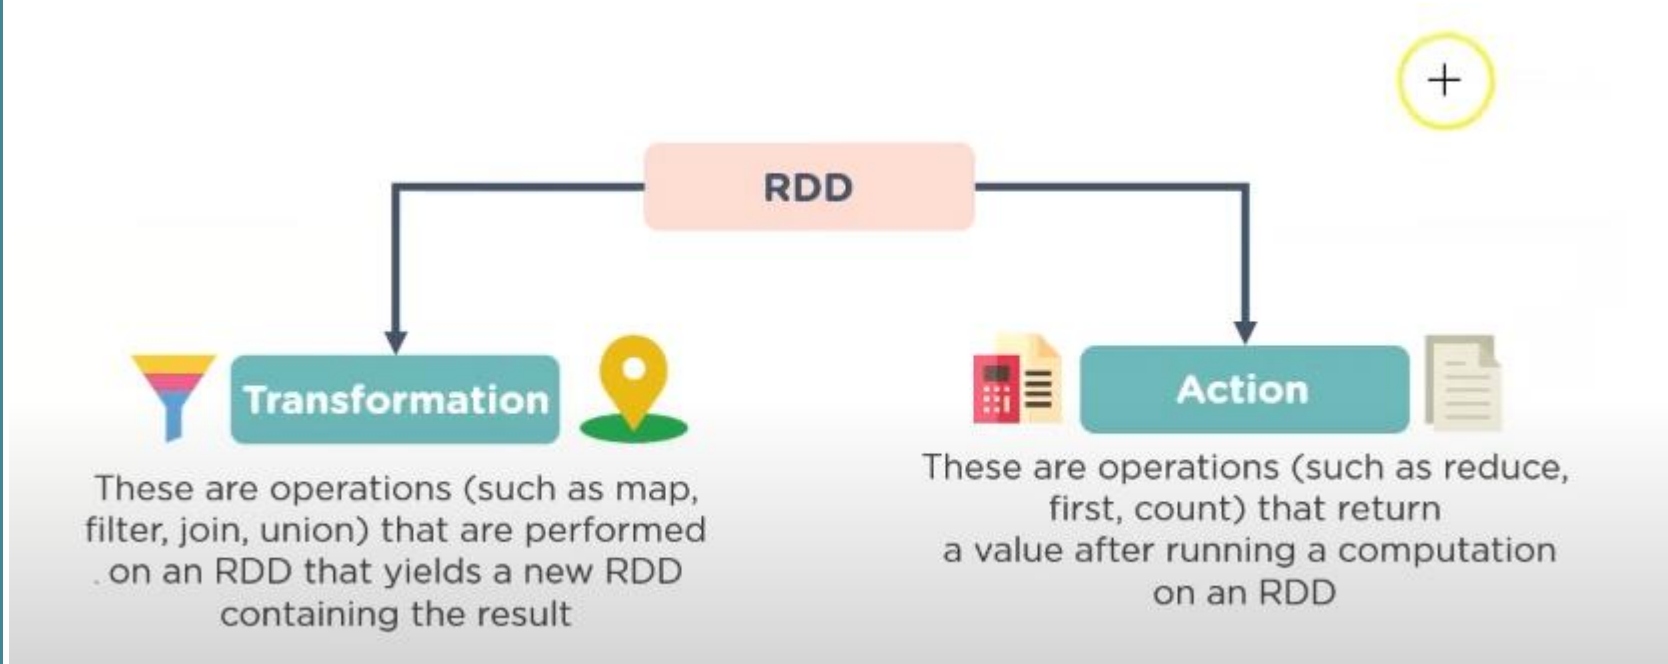 RDD
Transformation
These are operations (such as map,
filter, join, union) that are performed
on an RDD that yields a new RDD
containing the result
Action
These are operations (such as reduce,
first, count) that return
a value after running a computation
on an RDD